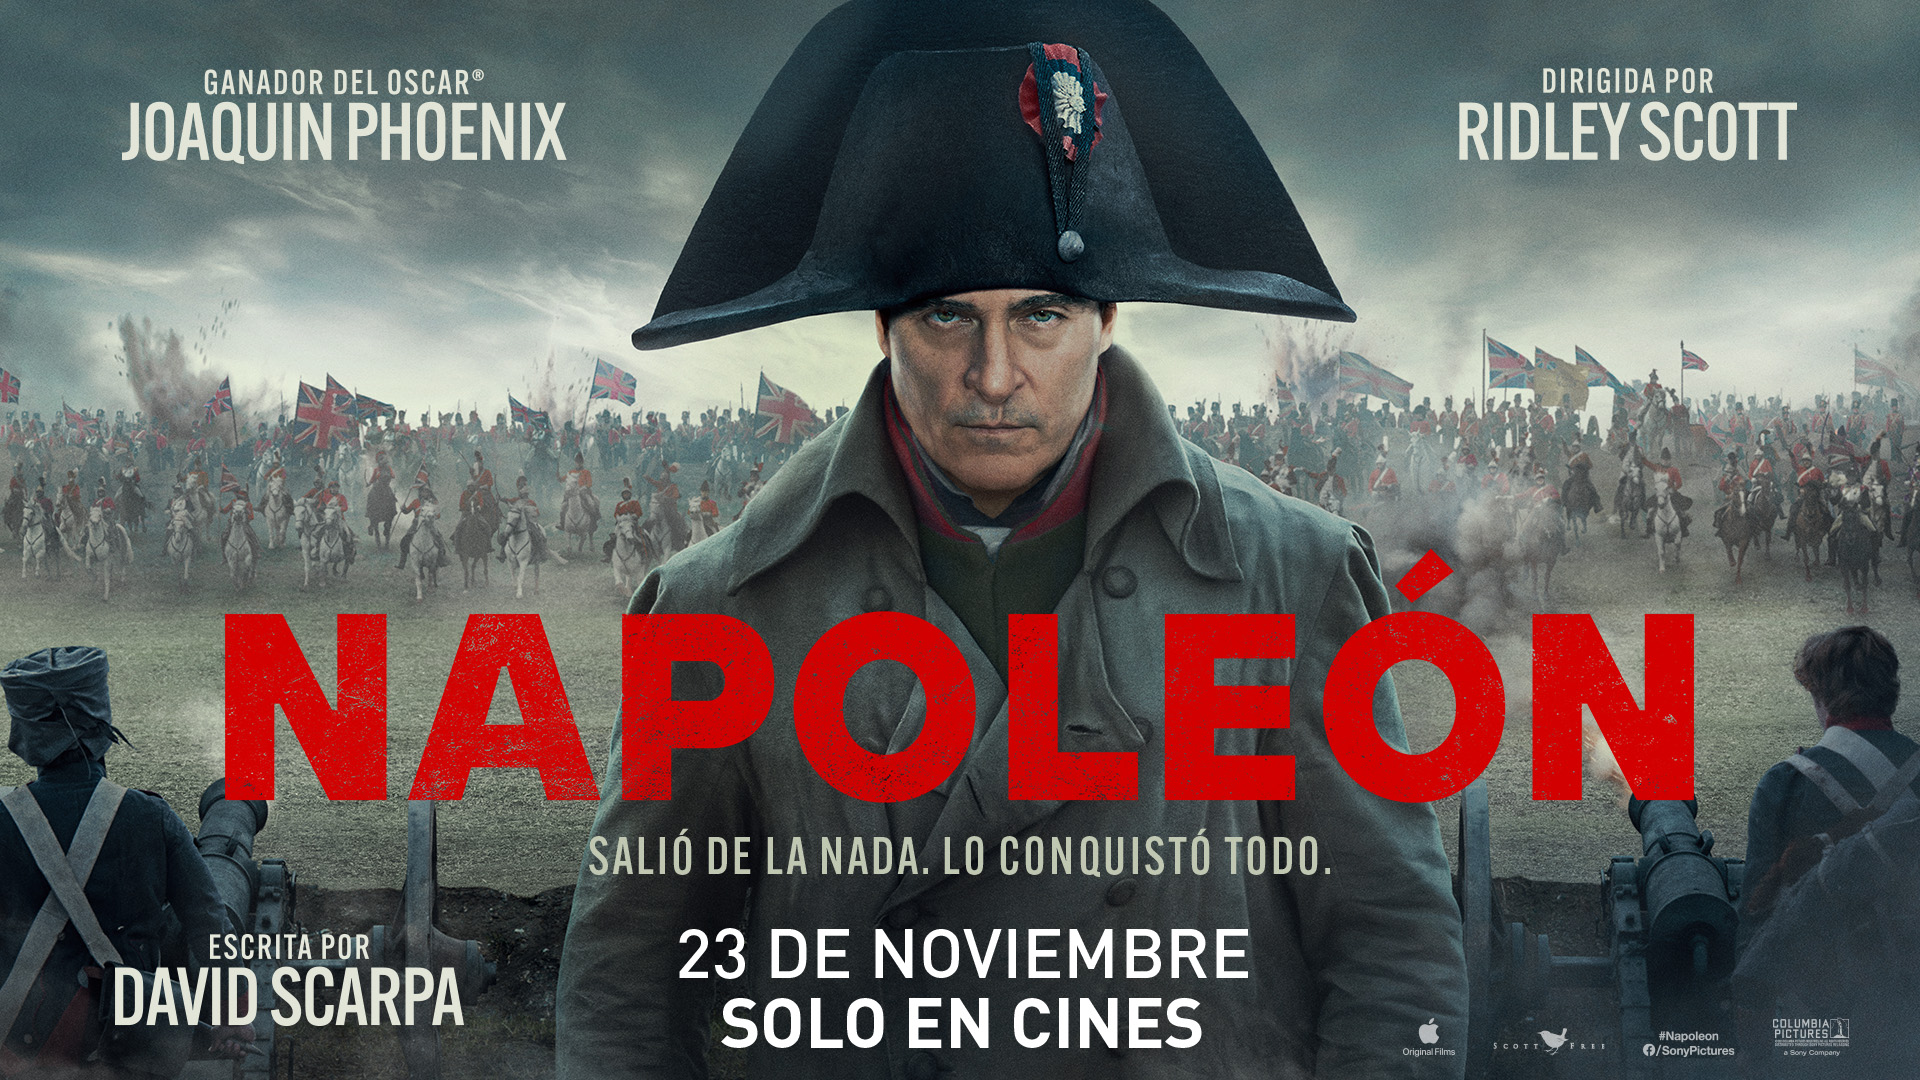 GANADOR DEL OSCAR®
JOAQUIN PHOENIX
DIRIGIDA POR
RIDLEY SCOTT
NAPOLEÓN
SALIÓ DE LA NADA. LO CONQUISTÓ TODO.
ESCRITA POR
DAVID SCARPA
23 DE NOVIEMBRE
SOLO EN CINES
Original Films
SCOTT FREE
#Napoleon
/SonyPictures
COLUMBIA
PICTURES
a Sony Company